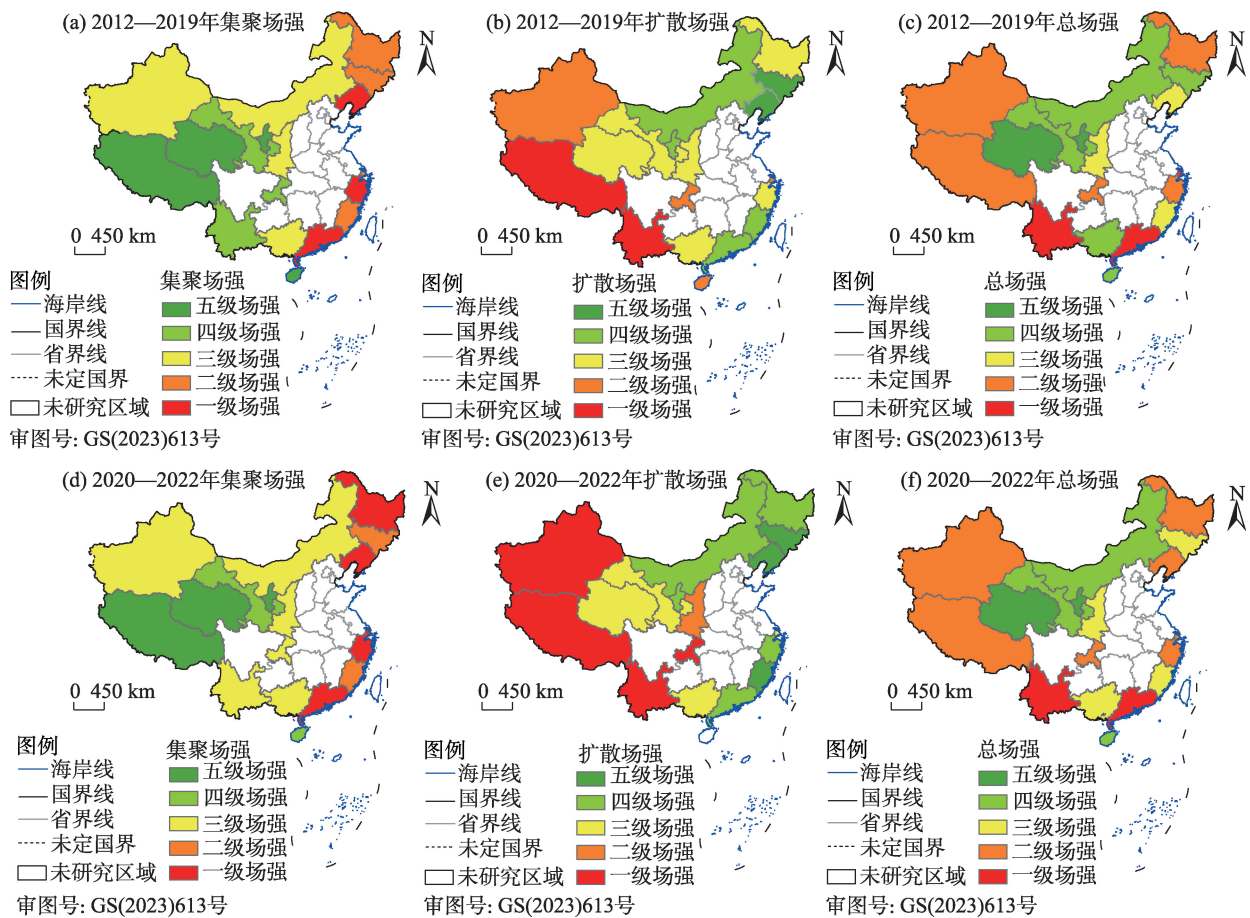 (a) 2012—2019年集聚场强
N
0 450 km
图例
海岸线
国界线
省界线
未定国界
未研究区域
集聚场强
五级场强
四级场强
三级场强
二级场强
一级场强
审图号: GS(2023)613号
(b) 2012—2019年扩散场强
N
0 450 km
图例
海岸线
国界线
省界线
未定国界
未研究区域
扩散场强
五级场强
四级场强
三级场强
二级场强
一级场强
审图号: GS(2023)613号
(c) 2012—2019年总场强
N
0 450 km
图例
海岸线
国界线
省界线
未定国界
未研究区域
总场强
五级场强
四级场强
三级场强
二级场强
一级场强
审图号: GS(2023)613号
(d) 2020—2022年集聚场强
N
0 450 km
图例
海岸线
国界线
省界线
未定国界
未研究区域
集聚场强
五级场强
四级场强
三级场强
二级场强
一级场强
审图号: GS(2023)613号
(e) 2020—2022年扩散场强
N
0 450 km
图例
海岸线
国界线
省界线
未定国界
未研究区域
扩散场强
五级场强
四级场强
三级场强
二级场强
一级场强
审图号: GS(2023)613号
(f) 2020—2022年总场强
N
0 450 km
图例
海岸线
国界线
省界线
未定国界
未研究区域
总场强
五级场强
四级场强
三级场强
二级场强
一级场强
审图号: GS(2023)613号